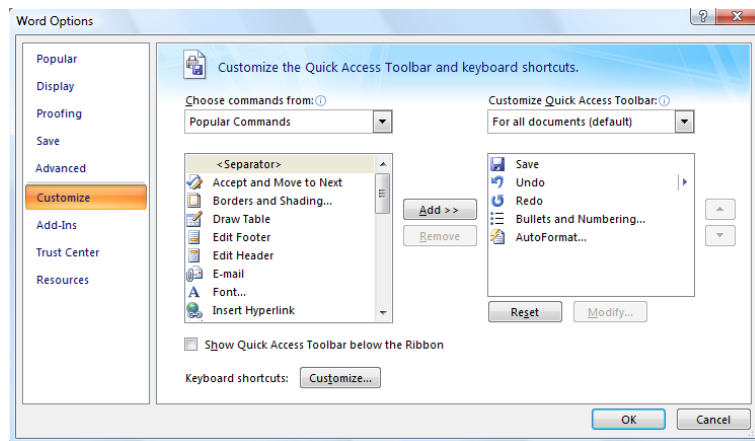 Word Options
Popular
Display
Proofing
Save
Advanced
Customize
Add-Ins
Trust Center
Resources
Customize the Quick Access Toolbar and keyboard shortcuts.
Choose commands from:
Popular Commands
<Separator>
Accept and Move to Next
Borders and Shading...
Draw Table
Edit Footer
Edit Header
E-mail
Font...
Insert Hyperlink
Add >>
Remove
Customize Quick Access Toolbar:
For all documents (default)
Save
Undo
Redo
Bullets and Numbering...
AutoFormat...
Reset Modify...
Show Quick Access Toolbar below the Ribbon
Keyboard shortcuts: Customize...
OK Cancel